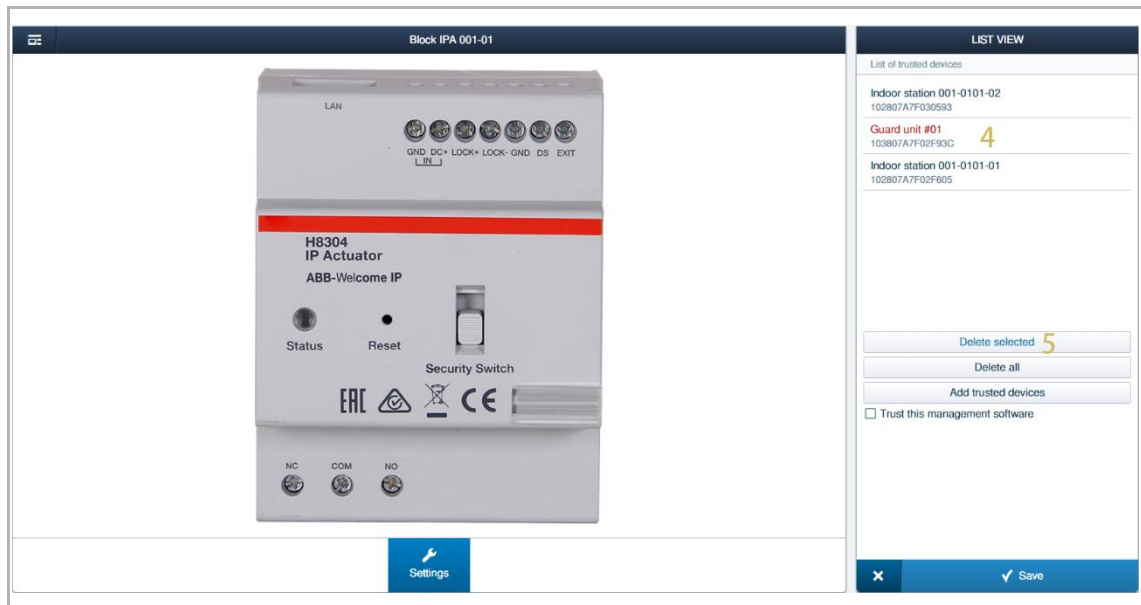 Block IPA 001-01
LAN
GND DC+ LOCK+ LOCK- GND DS EXIT
IN
H8304
IP Actuator
ABB-Welcome IP
Status
Reset
Security Switch
EAC CE
NC COM NO
Settings
LIST VIEW
List of trusted devices
Indoor station 001-0101-02
102807A7F030593
Guard unit #01 4
103807A7F02F93C
Indoor station 001-0101-01
102807A7F02F605
Delete selected 5
Delete all
Add trusted devices
Trust this management software
Save